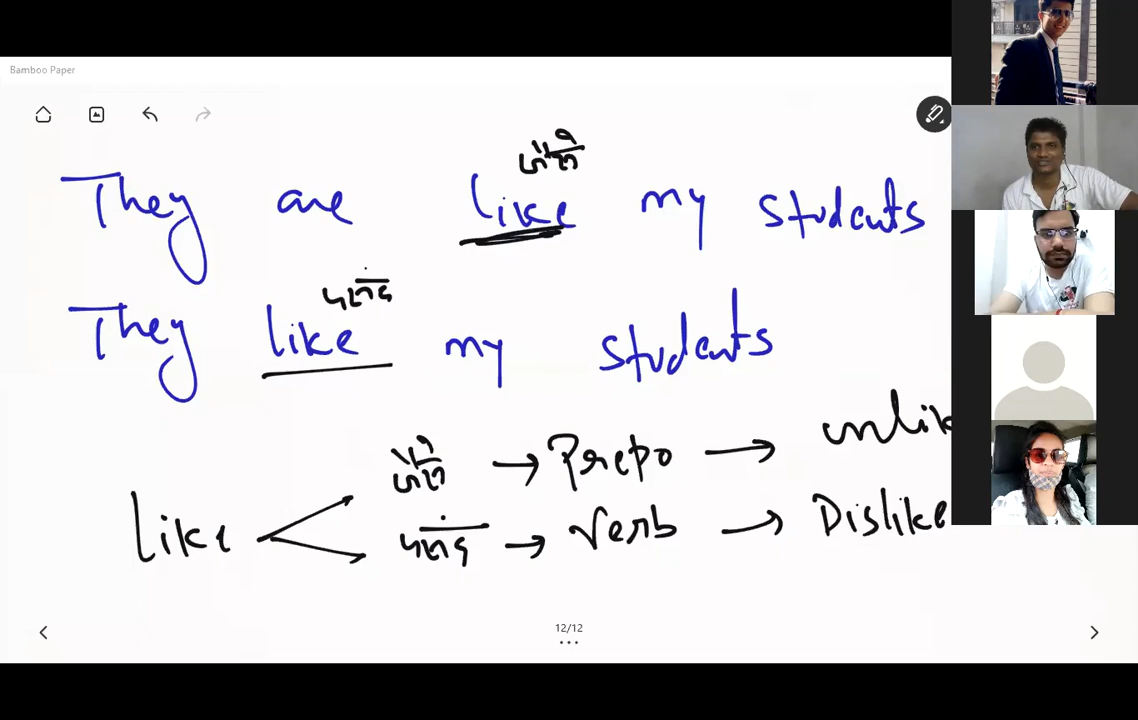 Bamboo Paper
They are like my students
They like my students
पसंद
→ Prepo → unlik
like
पसंद → Verb → Dislike
12/12